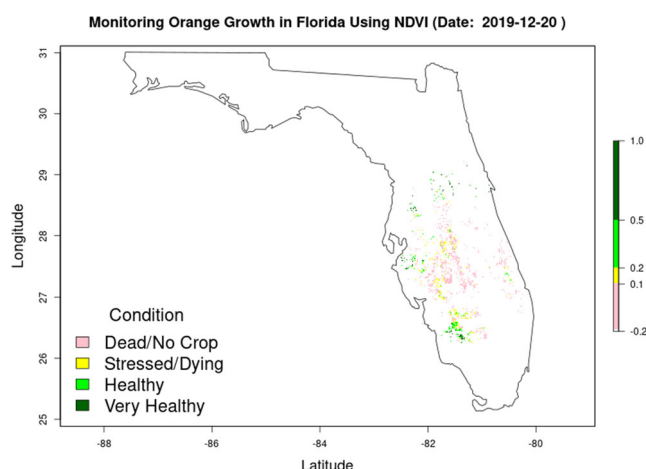 Monitoring Orange Growth in Florida Using NDVI (Date:  2019-12-20 )
31
30
29
28
27
26
25
Longitude
Condition
Dead/No Crop
Stressed/Dying
Healthy
Very Healthy
1.0
0.5
0.2
0.1
-0.2
-88
-86
-84
-82
-80
Latitude